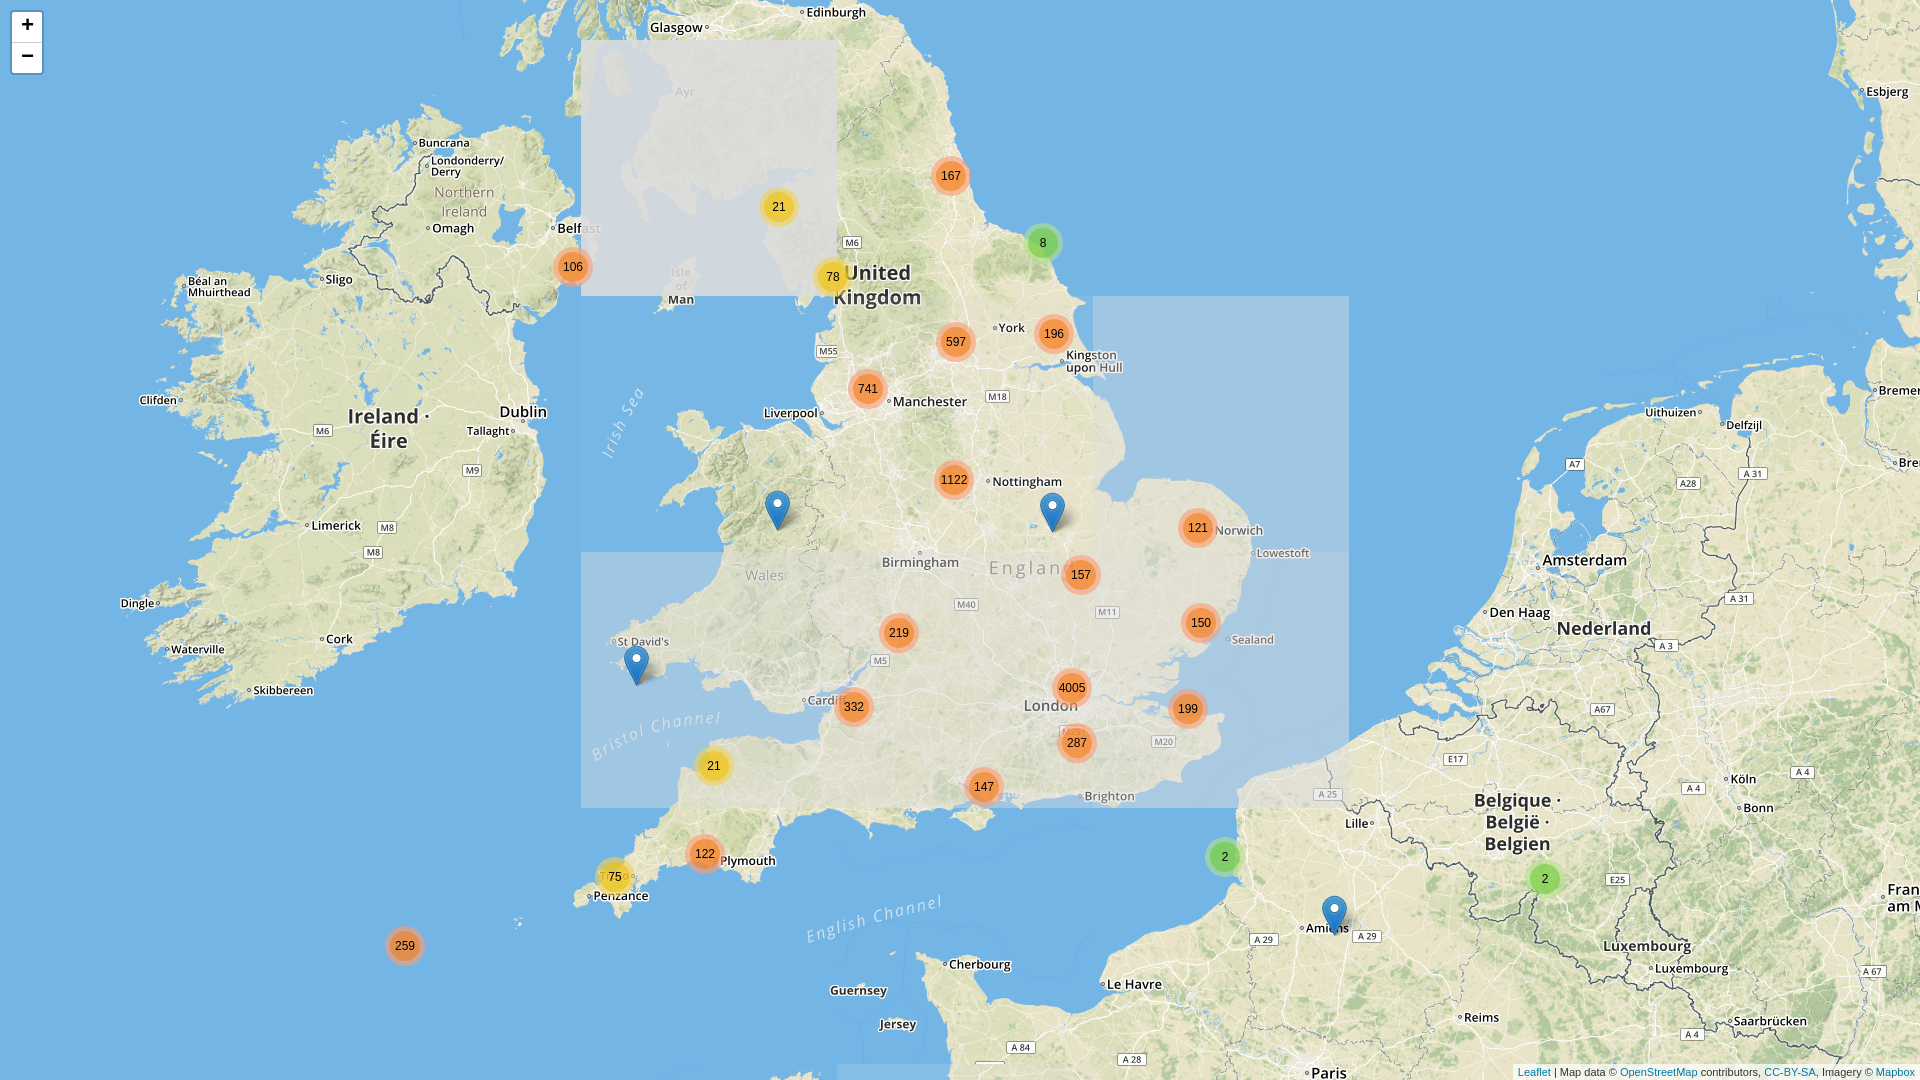 +
−
Edinburgh
Glasgow
Ayr
Esbjerg
Buncrana
Londonderry/
Derry
167
Northern
Ireland
21
Omagh
Belfast
M6
8
106
78
United
Kingdom
Isle
of
Man
Sligo
Béal an
Mhuirthead
York
196
597
M55
Kingston
upon Hull
741
Manchester
M18
Liverpool
Clifden
Dublin
Ireland ·
Éire
Tallaght
M6
M9
Irish Sea
Uithuizen
Delfzijl
Bremer
A7
A 31
A28
Bre
1122
Nottingham
Limerick
M8
M8
121
Norwich
Lowestoft
Birmingham
England
157
Wales
Amsterdam
Dingle
M40
M11
A 31
Den Haag
Nederland
150
219
Cork
St David's
Sealand
Waterville
M5
A 3
Skibbereen
4005
London
Cardiff
332
199
A67
Bristol Channel
287
M20
E17
21
147
Brighton
A 25
Köln
A 4
A 4
Bonn
Belgique ·
België ·
Belgien
Lille
122
Plymouth
2
75
Penzance
2
E25
Fran
am M
English Channel
259
Amiens
A 29
A 29
Luxembourg
Luxembourg
A 67
Cherbourg
Le Havre
Guernsey
Jersey
Reims
Saarbrücken
A 84
A 28
A 4
Paris
Leaflet | Map data © OpenStreetMap contributors, CC-BY-SA, Imagery © Mapbox